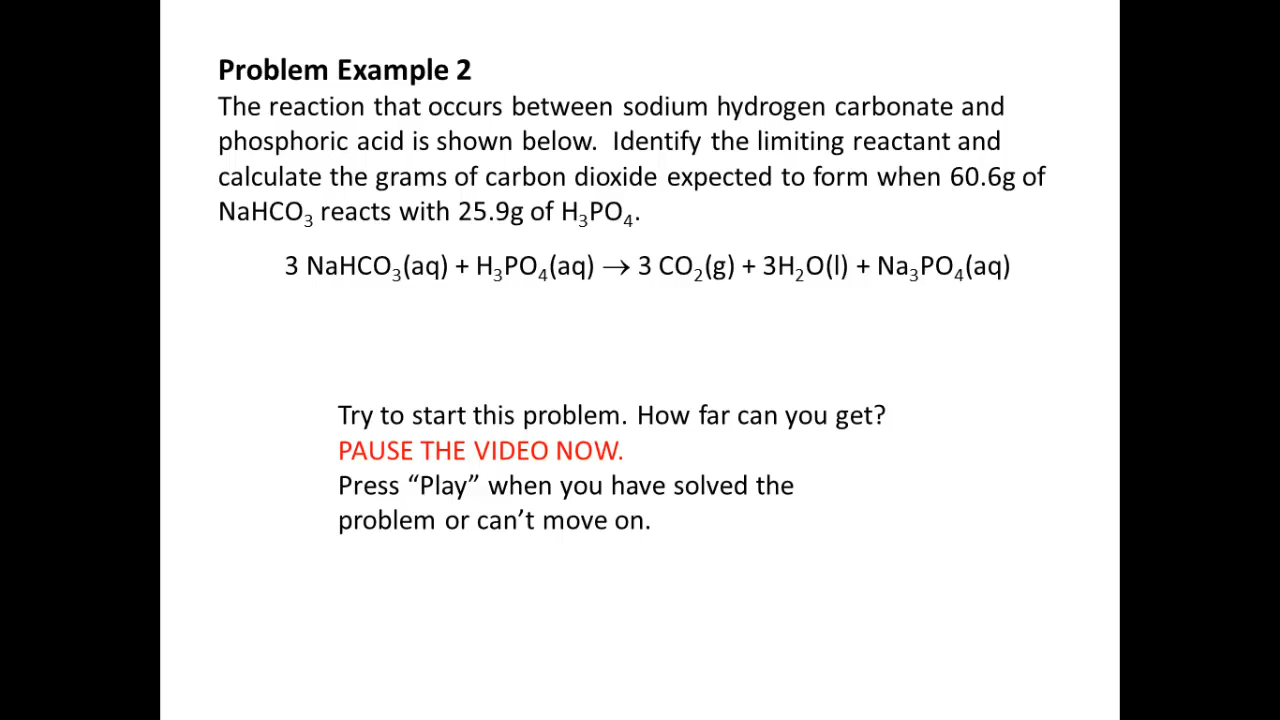 Problem Example 2
The reaction that occurs between sodium hydrogen carbonate and
phosphoric acid is shown below.  Identify the limiting reactant and
calculate the grams of carbon dioxide expected to form when 60.6g of
NaHCO₃ reacts with 25.9g of H₃PO₄.
3 NaHCO₃(aq) + H₃PO₄(aq) → 3 CO₂(g) + 3H₂O(l) + Na₃PO₄(aq)
Try to start this problem. How far can you get?
PAUSE THE VIDEO NOW.
Press “Play” when you have solved the
problem or can’t move on.